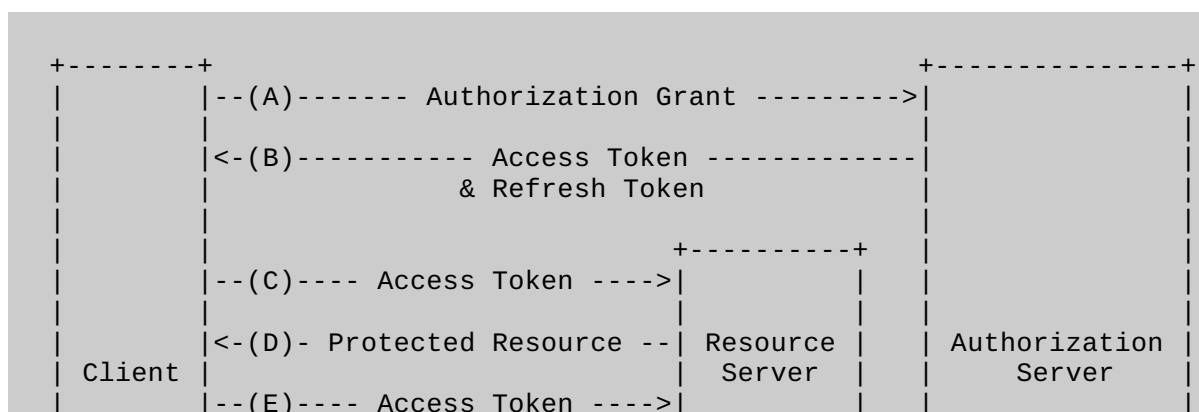 +--------+                                           +---------------+
|        |--(A)------- Authorization Grant --------->|               |
|        |                                           |               |
|        |<-(B)----------- Access Token -------------|               |
|        |               & Refresh Token             |               |
|        |                                           |               |
|        |                            +----------+   |               |
|        |--(C)---- Access Token ---->|          |   |               |
|        |                            |          |   |               |
|        |<-(D)- Protected Resource --| Resource |   | Authorization |
| Client |                            |  Server  |   |     Server    |
|        |--(E)---- Access Token ---->|          |   |               |